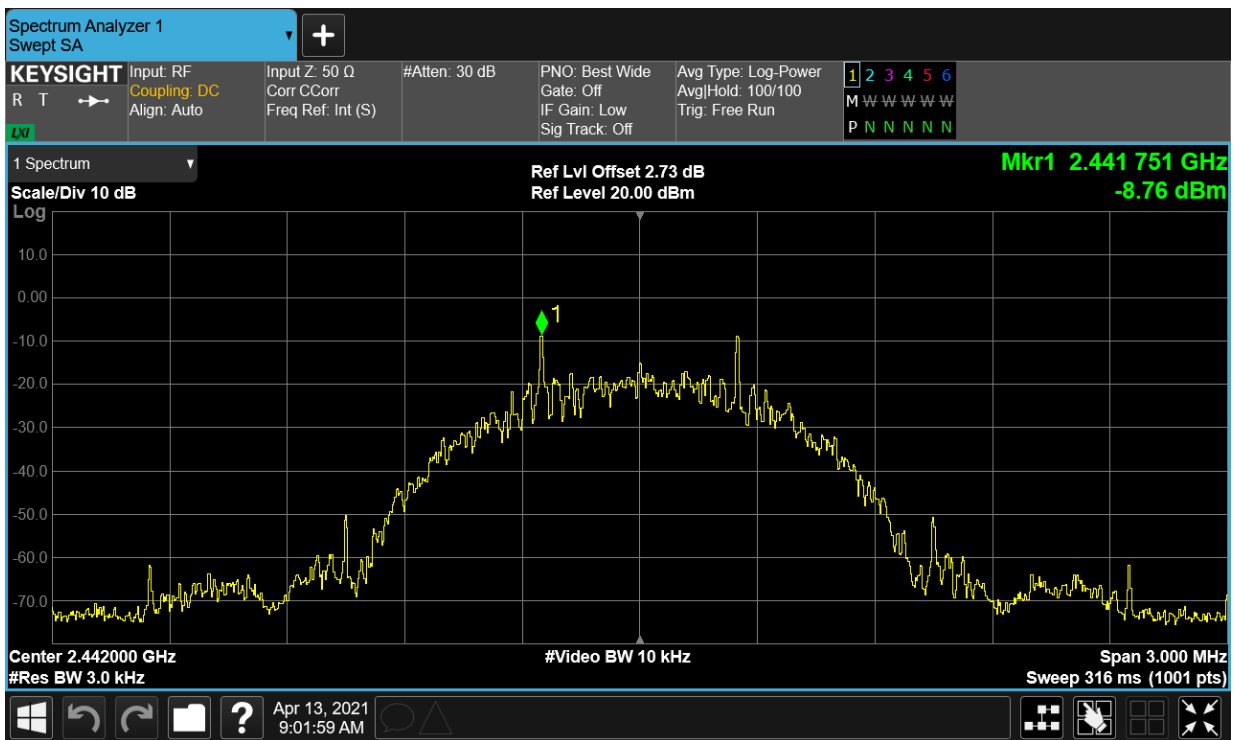 Spectrum Analyzer 1
Swept SA
+
KEYSIGHT
R T
LXI
Input: RF
Coupling: DC
Align: Auto
Input Z: 50 Ω
Corr CCorr
Freq Ref: Int (S)
#Atten: 30 dB
PNO: Best Wide
Gate: Off
IF Gain: Low
Sig Track: Off
Avg Type: Log-Power
Avg|Hold: 100/100
Trig: Free Run
1 2 3 4 5 6
M W W W W W
P N N N N N
1 Spectrum
Scale/Div 10 dB
Log
Ref Lvl Offset 2.73 dB
Ref Level 20.00 dBm
Mkr1 2.441 751 GHz
-8.76 dBm
10.0
0.00
1
-10.0
-20.0
-30.0
-40.0
-50.0
-60.0
-70.0
Center 2.442000 GHz
#Res BW 3.0 kHz
#Video BW 10 kHz
Span 3.000 MHz
Sweep 316 ms (1001 pts)
?
Apr 13, 2021
9:01:59 AM